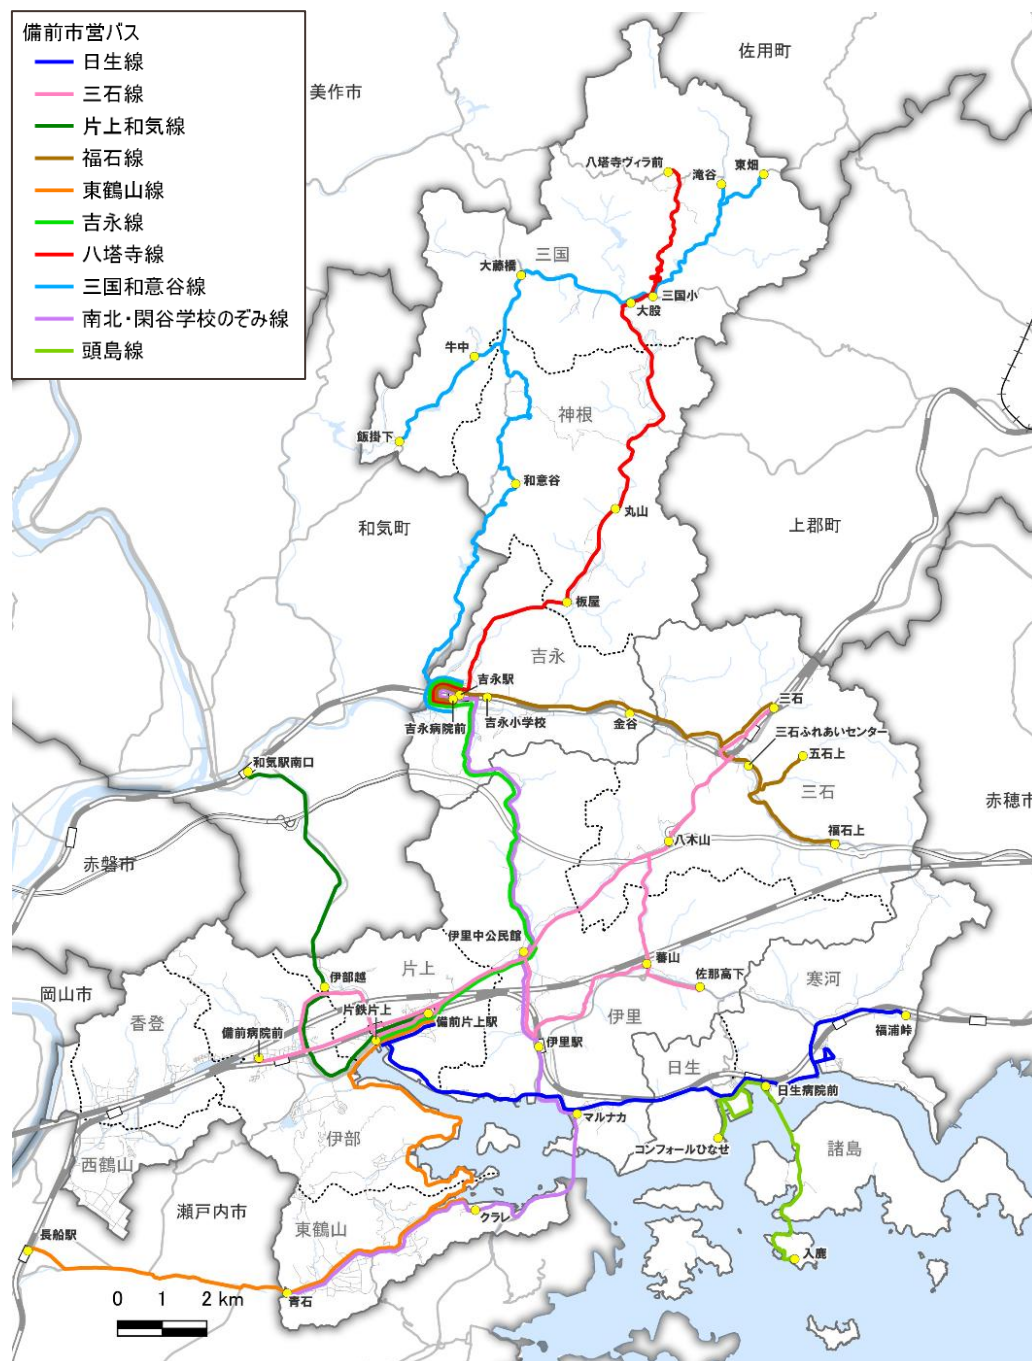 備前市営バス
日生線
三石線
片上和気線
福石線
東鶴山線
吉永線
八塔寺線
三国和意谷線
南北・閑谷学校のぞみ線
頭島線
佐用町
美作市
八塔寺ヴィラ前
滝谷
東畑
三国
大藤橋
三国小
大股
牛中
神根
飯掛下
和意谷
丸山
和気町
上郡町
板屋
吉永
吉永駅
吉永病院前
吉永小学校
金谷
三石
三石ふれあいセンター
五石上
三石
和気駅南口
赤穂市
福石上
八木山
赤磐市
伊里中公民館
片上
蕃山
佐那高下
寒河
伊部越
岡山市
香登
片鉄片上
備前片上駅
備前病院前
伊里
伊里駅
福浦峠
日生
日生病院前
マルナカ
伊部
コンフォールひなせ
諸島
西鶴山
瀬戸内市
東鶴山
クラレ
長船駅
入鹿
青石
0 1 2 km